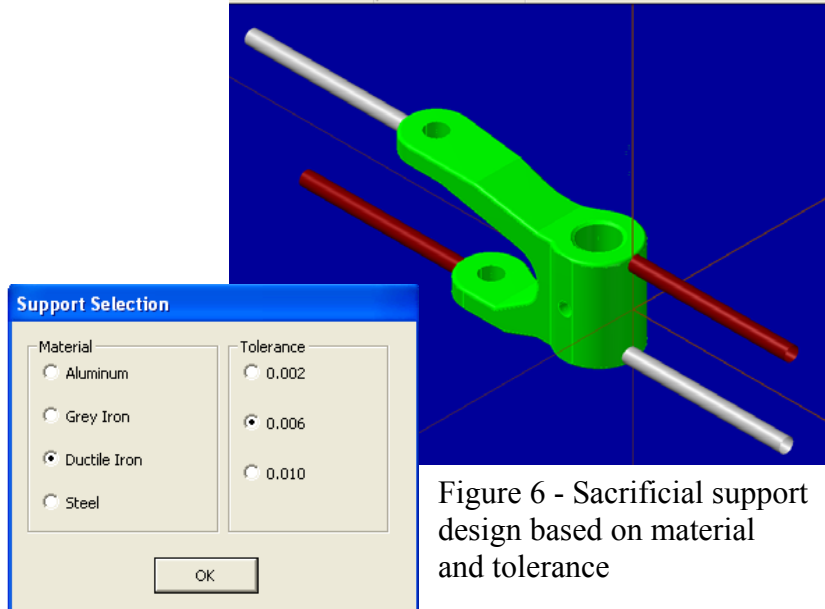 Support Selection
Material
Aluminum
Grey Iron
Ductile Iron
Steel
Tolerance
0.002
0.006
0.010
OK
Figure 6 - Sacrificial support
design based on material
and tolerance